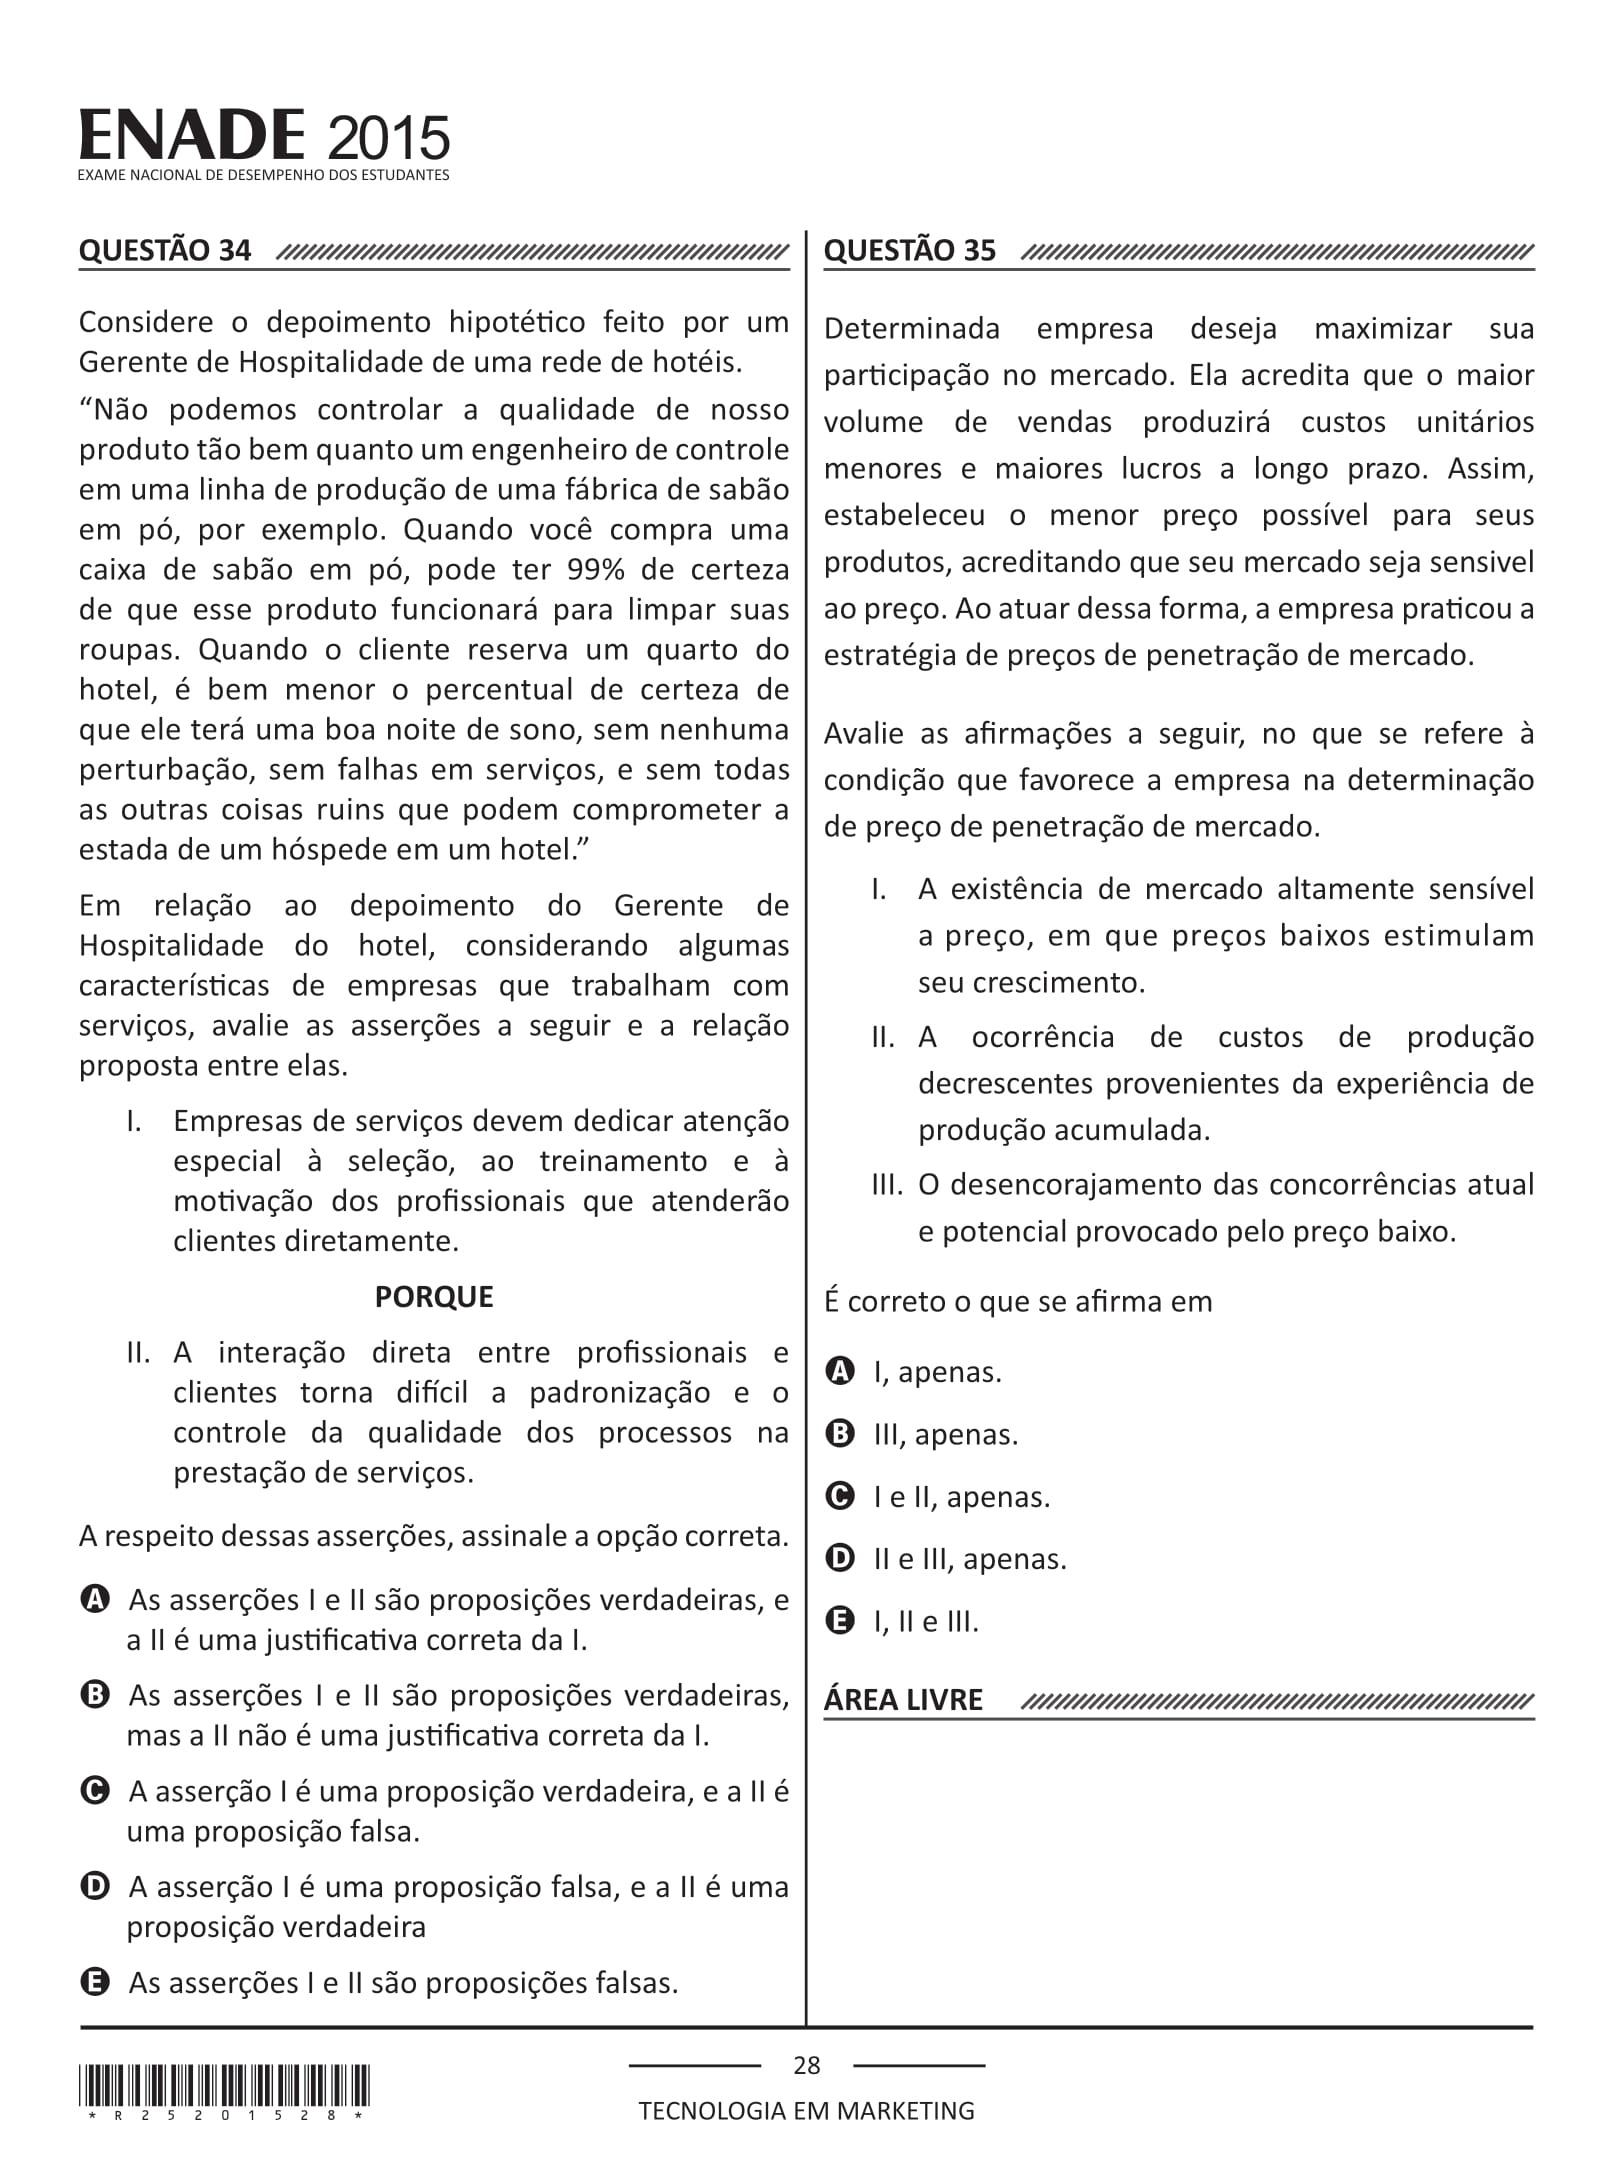 ENADE 2015
EXAME NACIONAL DE DESEMPENHO DOS ESTUDANTES
QUESTÃO 34
Considere o depoimento hipotético feito por um
Gerente de Hospitalidade de uma rede de hotéis.
“Não podemos controlar a qualidade de nosso
produto tão bem quanto um engenheiro de controle
em uma linha de produção de uma fábrica de sabão
em pó, por exemplo. Quando você compra uma
caixa de sabão em pó, pode ter 99% de certeza
de que esse produto funcionará para limpar suas
roupas. Quando o cliente reserva um quarto do
hotel, é bem menor o percentual de certeza de
que ele terá uma boa noite de sono, sem nenhuma
perturbação, sem falhas em serviços, e sem todas
as outras coisas ruins que podem comprometer a
estada de um hóspede em um hotel.”
Em relação ao depoimento do Gerente de
Hospitalidade do hotel, considerando algumas
características de empresas que trabalham com
serviços, avalie as asserções a seguir e a relação
proposta entre elas.
I. Empresas de serviços devem dedicar atenção
especial à seleção, ao treinamento e à
motivação dos profissionais que atenderão
clientes diretamente.
PORQUE
II. A interação direta entre profissionais e
clientes torna difícil a padronização e o
controle da qualidade dos processos na
prestação de serviços.
A respeito dessas asserções, assinale a opção correta.
A As asserções I e II são proposições verdadeiras, e
a II é uma justificativa correta da I.
B As asserções I e II são proposições verdadeiras,
mas a II não é uma justificativa correta da I.
C A asserção I é uma proposição verdadeira, e a II é
uma proposição falsa.
D A asserção I é uma proposição falsa, e a II é uma
proposição verdadeira
E As asserções I e II são proposições falsas.
QUESTÃO 35
Determinada empresa deseja maximizar sua
participação no mercado. Ela acredita que o maior
volume de vendas produzirá custos unitários
menores e maiores lucros a longo prazo. Assim,
estabeleceu o menor preço possível para seus
produtos, acreditando que seu mercado seja sensivel
ao preço. Ao atuar dessa forma, a empresa praticou a
estratégia de preços de penetração de mercado.
Avalie as afirmações a seguir, no que se refere à
condição que favorece a empresa na determinação
de preço de penetração de mercado.
I. A existência de mercado altamente sensível
a preço, em que preços baixos estimulam
seu crescimento.
II. A ocorrência de custos de produção
decrescentes provenientes da experiência de
produção acumulada.
III. O desencorajamento das concorrências atual
e potencial provocado pelo preço baixo.
É correto o que se afirma em
A I, apenas.
B III, apenas.
C I e II, apenas.
D II e III, apenas.
E I, II e III.
ÁREA LIVRE
*R25201528*
28
TECNOLOGIA EM MARKETING